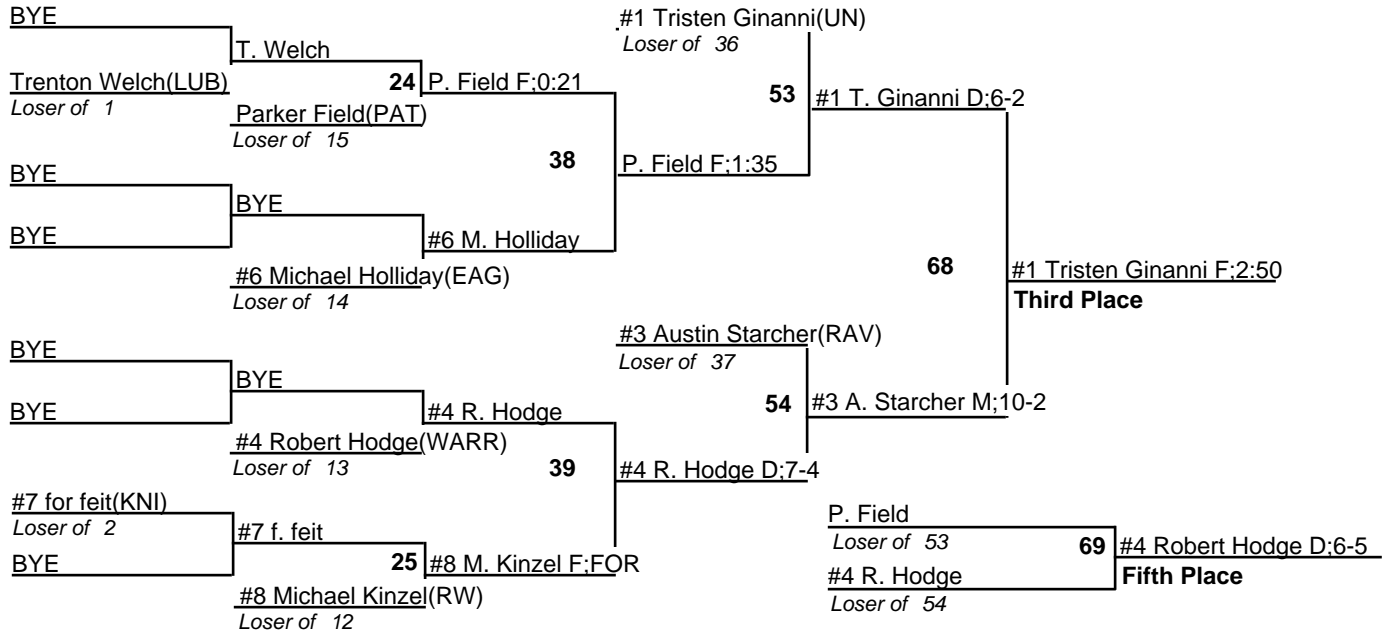 BYE
T. Welch
Trenton Welch(LUB)
Loser of 1
24
P. Field F;0:21
Parker Field(PAT)
Loser of 15
38
BYE
BYE
BYE
#6 M. Holliday
#6 Michael Holliday(EAG)
Loser of 14
#1 Tristen Ginanni(UN)
Loser of 36
53
#1 T. Ginanni D;6-2
P. Field F;1:35
68
#1 Tristen Ginanni F;2:50
Third Place
BYE
BYE
BYE
#4 R. Hodge
#4 Robert Hodge(WARR)
Loser of 13
39
#7 for feit(KNI)
Loser of 2
#7 f. feit
BYE
25
#8 M. Kinzel F;FOR
#8 Michael Kinzel(RW)
Loser of 12
#3 Austin Starcher(RAV)
Loser of 37
54
#3 A. Starcher M;10-2
#4 R. Hodge D;7-4
P. Field
Loser of 53
69
#4 Robert Hodge D;6-5
Fifth Place
#4 R. Hodge
Loser of 54